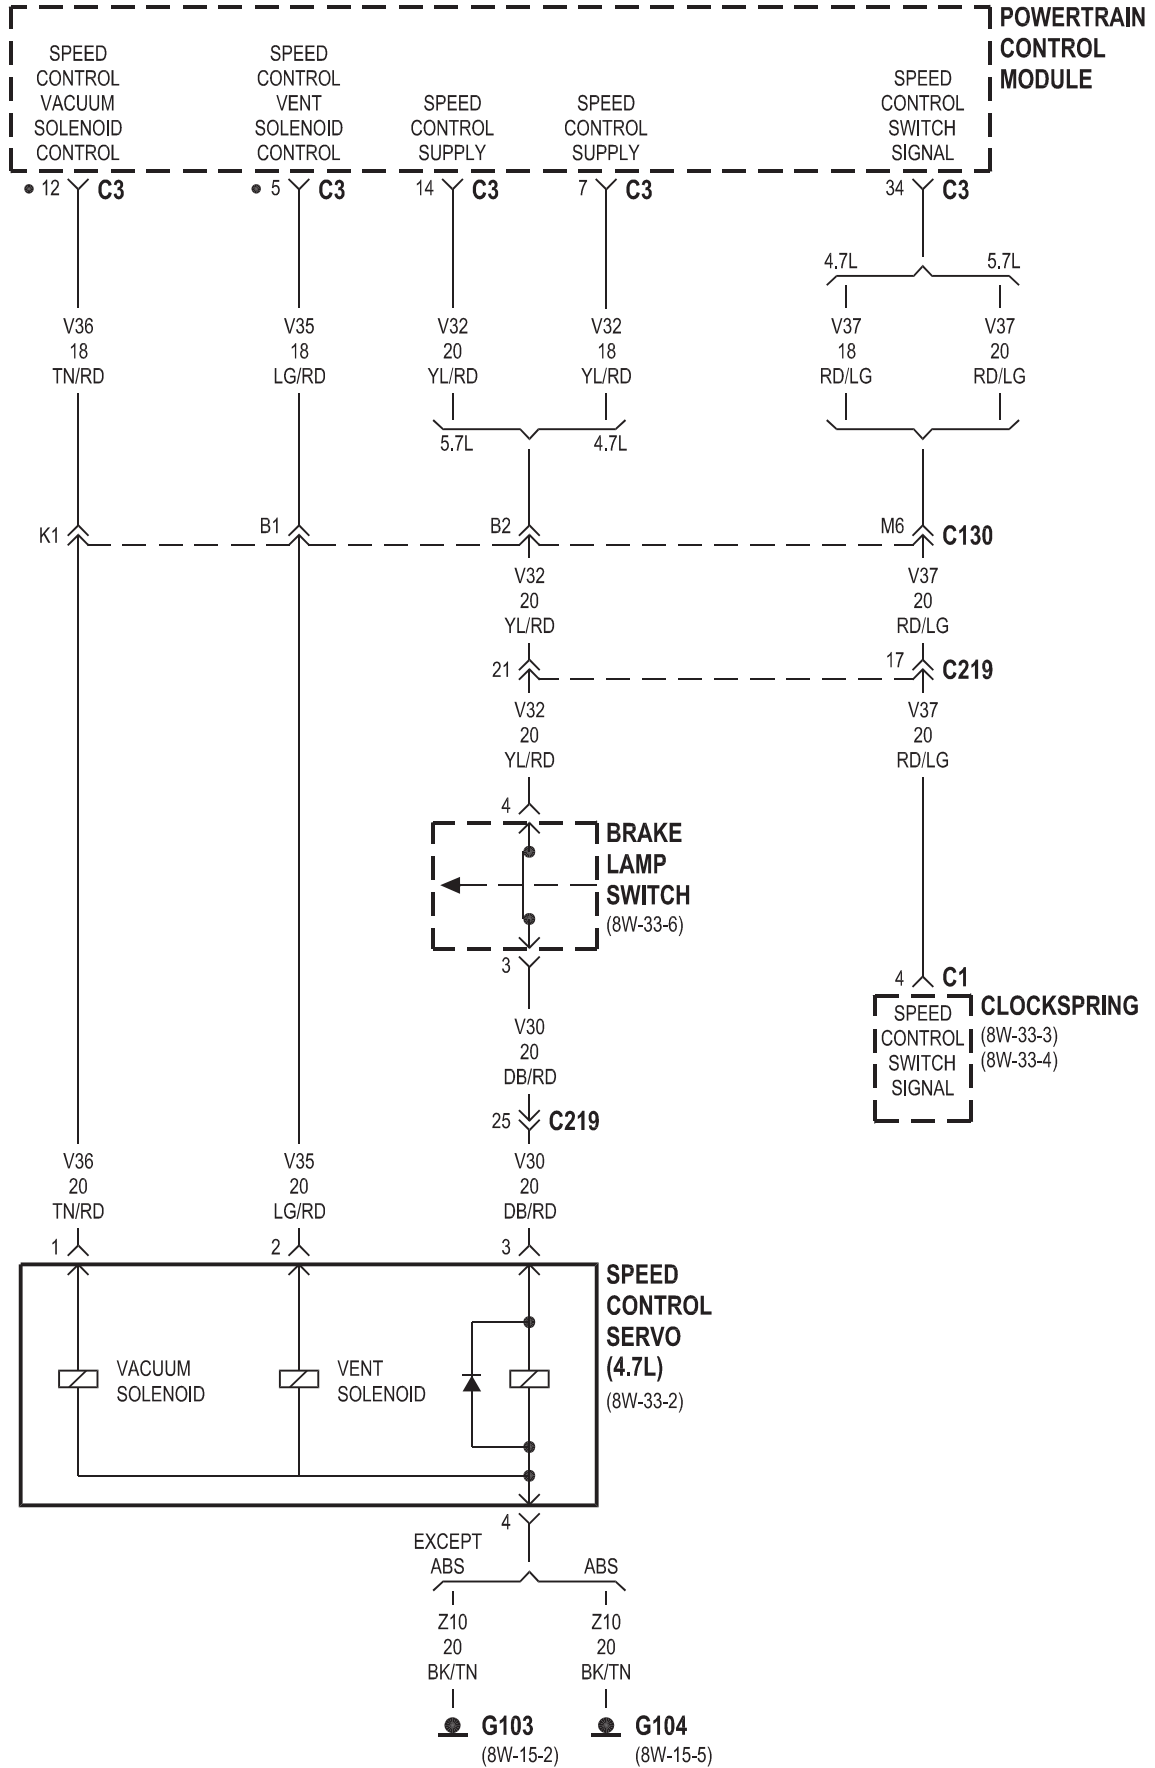 POWERTRAIN
CONTROL
MODULE
SPEED
CONTROL
VACUUM
SOLENOID
CONTROL
SPEED
CONTROL
VENT
SOLENOID
CONTROL
SPEED
CONTROL
SUPPLY
SPEED
CONTROL
SUPPLY
SPEED
CONTROL
SWITCH
SIGNAL
12 C3
5 C3
14 C3
7 C3
34 C3
4.7L 5.7L
V36
18
TN/RD
V35
18
LG/RD
V32
20
YL/RD
V32
18
YL/RD
V37
18
RD/LG
V37
20
RD/LG
5.7L 4.7L
K1 B1 B2 M6 C130
V32
20
YL/RD
V37
20
RD/LG
21 17 C219
V32
20
YL/RD
V37
20
RD/LG
4
BRAKE
LAMP
SWITCH
(8W-33-6)
3
4 C1
CLOCKSPRING
(8W-33-3)
(8W-33-4)
SPEED
CONTROL
SWITCH
SIGNAL
V30
20
DB/RD
25 C219
V36
20
TN/RD
V35
20
LG/RD
V30
20
DB/RD
1 2 3
SPEED
CONTROL
SERVO
(4.7L)
(8W-33-2)
VACUUM
SOLENOID
VENT
SOLENOID
4
EXCEPT
ABS
ABS
Z10
20
BK/TN
Z10
20
BK/TN
G103
(8W-15-2)
G104
(8W-15-5)